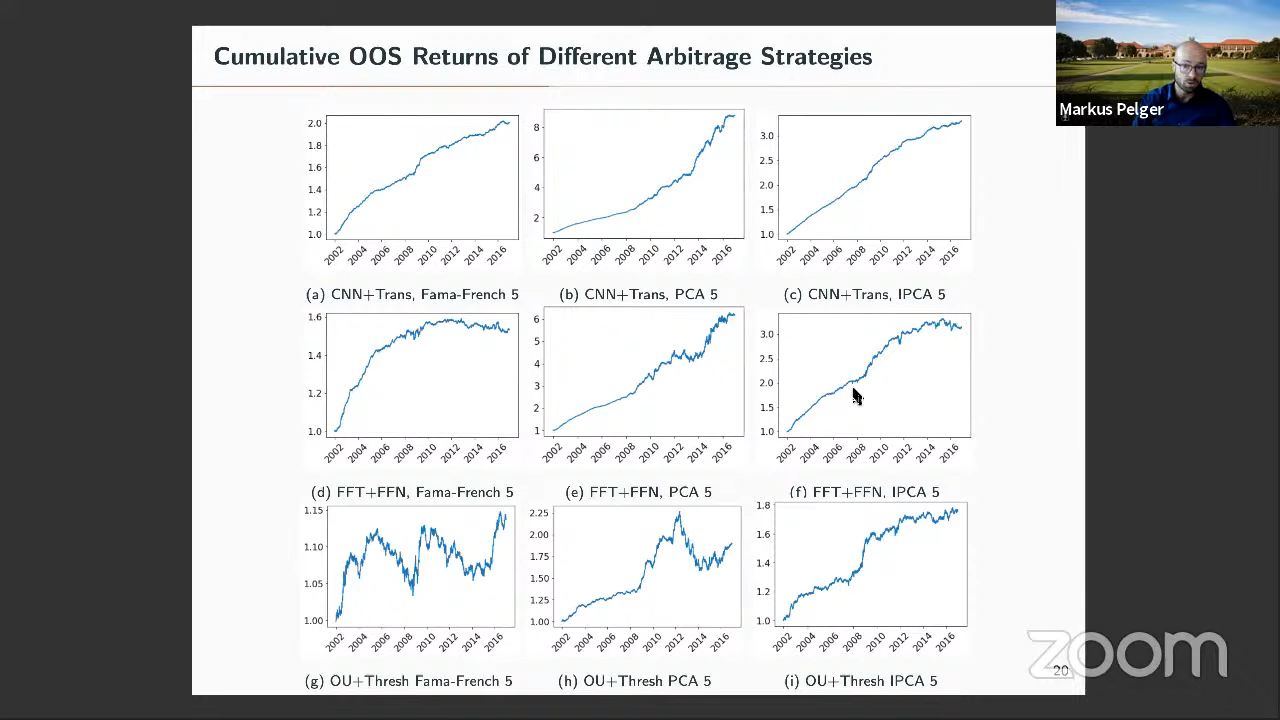 Cumulative OOS Returns of Different Arbitrage Strategies
Markus Pelger
2.0
1.8
1.6
1.4
1.2
1.0
2002 2004 2006 2008 2010 2012 2014 2016
8
6
4
2
2002 2004 2006 2008 2010 2012 2014 2016
3.0
2.5
2.0
1.5
1.0
2002 2004 2006 2008 2010 2012 2014 2016
(a) CNN+Trans, Fama-French 5
(b) CNN+Trans, PCA 5
(c) CNN+Trans, IPCA 5
1.6
1.4
1.2
1.0
2002 2004 2006 2008 2010 2012 2014 2016
6
5
4
3
2
1
2002 2004 2006 2008 2010 2012 2014 2016
3.0
2.5
2.0
1.5
1.0
2002 2004 2006 2008 2010 2012 2014 2016
(d) FFT+FFN, Fama-French 5
(e) FFT+FFN, PCA 5
(f) FFT+FFN, IPCA 5
1.15
1.10
1.05
1.00
2002 2004 2006 2008 2010 2012 2014 2016
2.25
2.00
1.75
1.50
1.25
1.00
2002 2004 2006 2008 2010 2012 2014 2016
1.8
1.6
1.4
1.2
1.0
2002 2004 2006 2008 2010 2012 2014 2016
(g) OU+Thresh Fama-French 5
(h) OU+Thresh PCA 5
(i) OU+Thresh IPCA 5
20
zoom